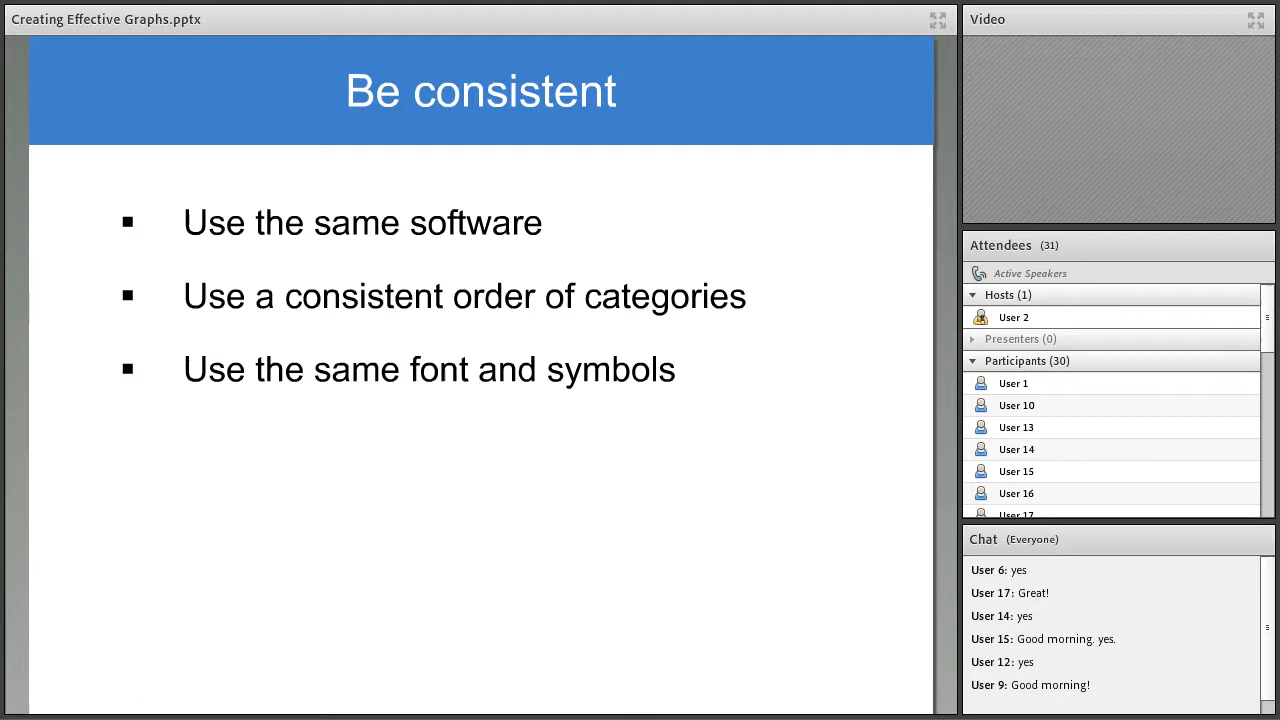 Creating Effective Graphs.pptx
Be consistent
▪ Use the same software
▪ Use a consistent order of categories
▪ Use the same font and symbols
Video
Attendees (31)
Active Speakers
Hosts (1)
User 2
Presenters (0)
Participants (30)
User 1
User 10
User 13
User 14
User 15
User 16
User 17
Chat (Everyone)
User 6: yes
User 17: Great!
User 14: yes
User 15: Good morning. yes.
User 12: yes
User 9: Good morning!